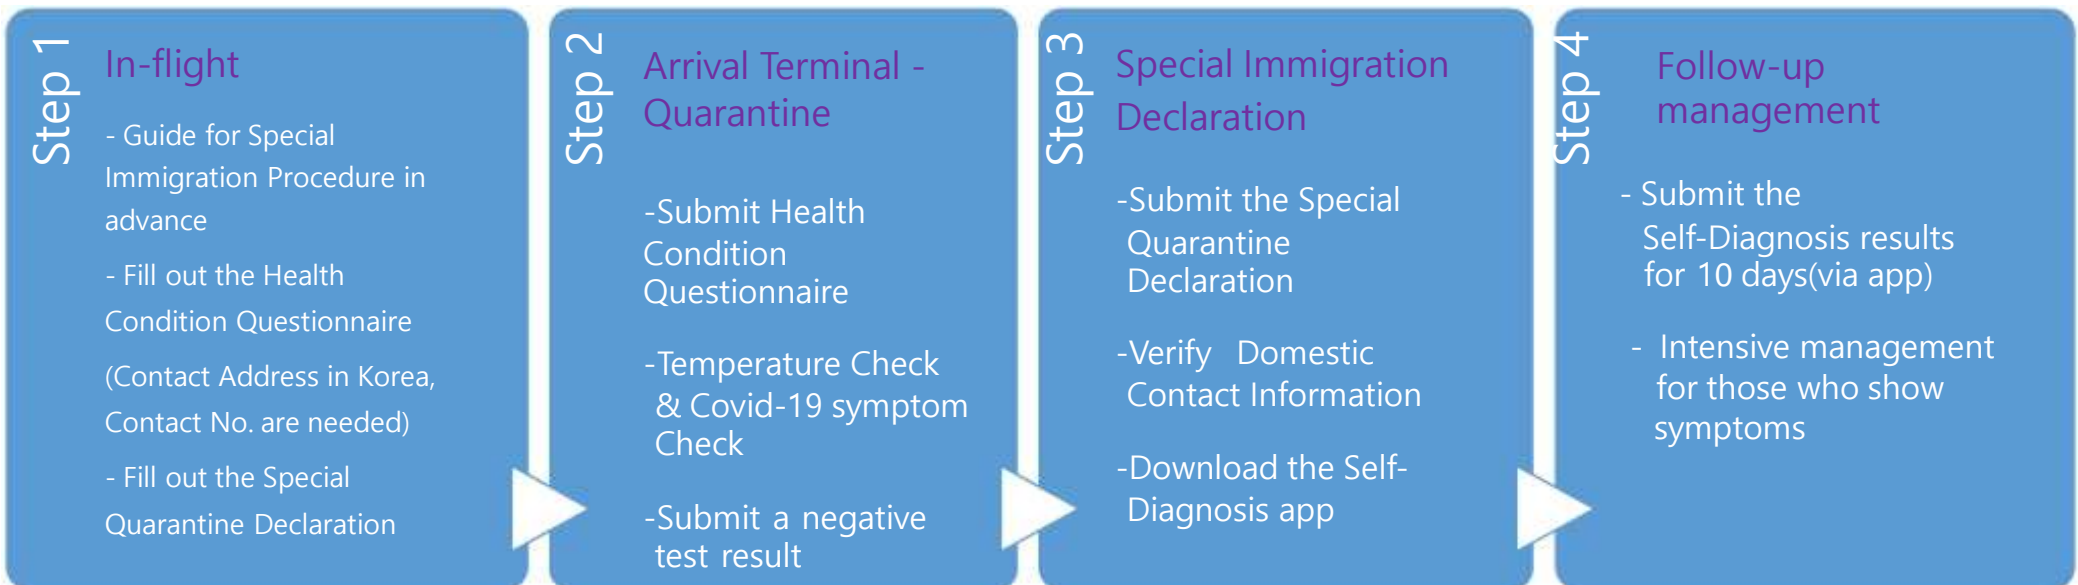 Step 1
In-flight
- Guide for Special
Immigration Procedure in
advance
- Fill out the Health
Condition Questionnaire
(Contact Address in Korea,
Contact No. are needed)
- Fill out the Special
Quarantine Declaration
Step 2
Arrival Terminal -
Quarantine
-Submit Health
Condition
Questionnaire
-Temperature Check
& Covid-19 symptom
Check
-Submit a negative
test result
Step 3
Special Immigration
Declaration
-Submit the Special
Quarantine
Declaration
-Verify Domestic
Contact Information
-Download the Self-
Diagnosis app
Step 4
Follow-up
management
- Submit the
Self-Diagnosis results
for 10 days(via app)
- Intensive management
for those who show
symptoms